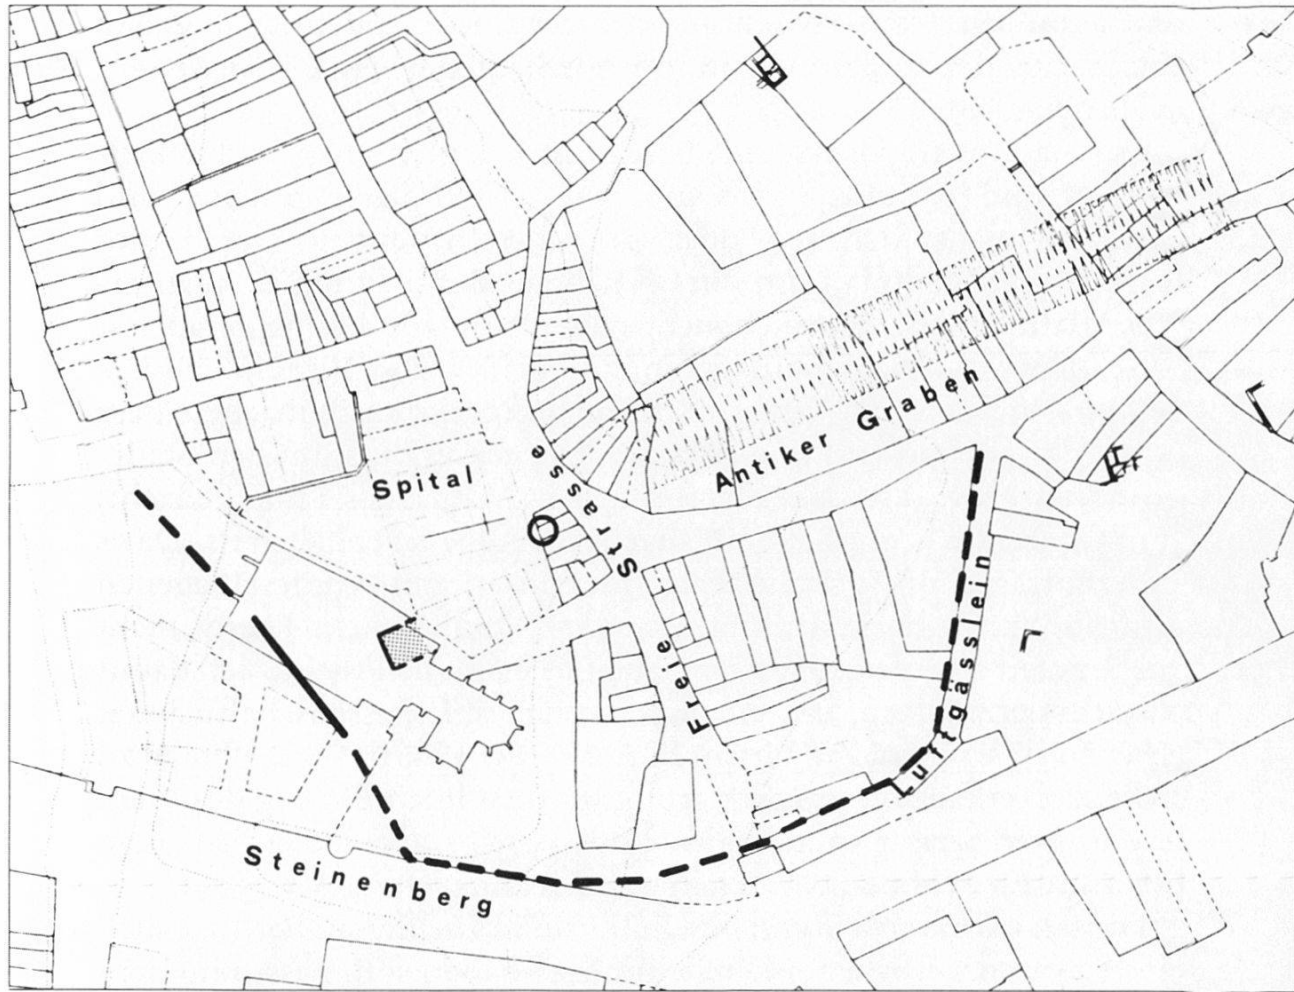 Antiker Graben
Spital
Freie Strasse
Luftgässlein
Steinenberg